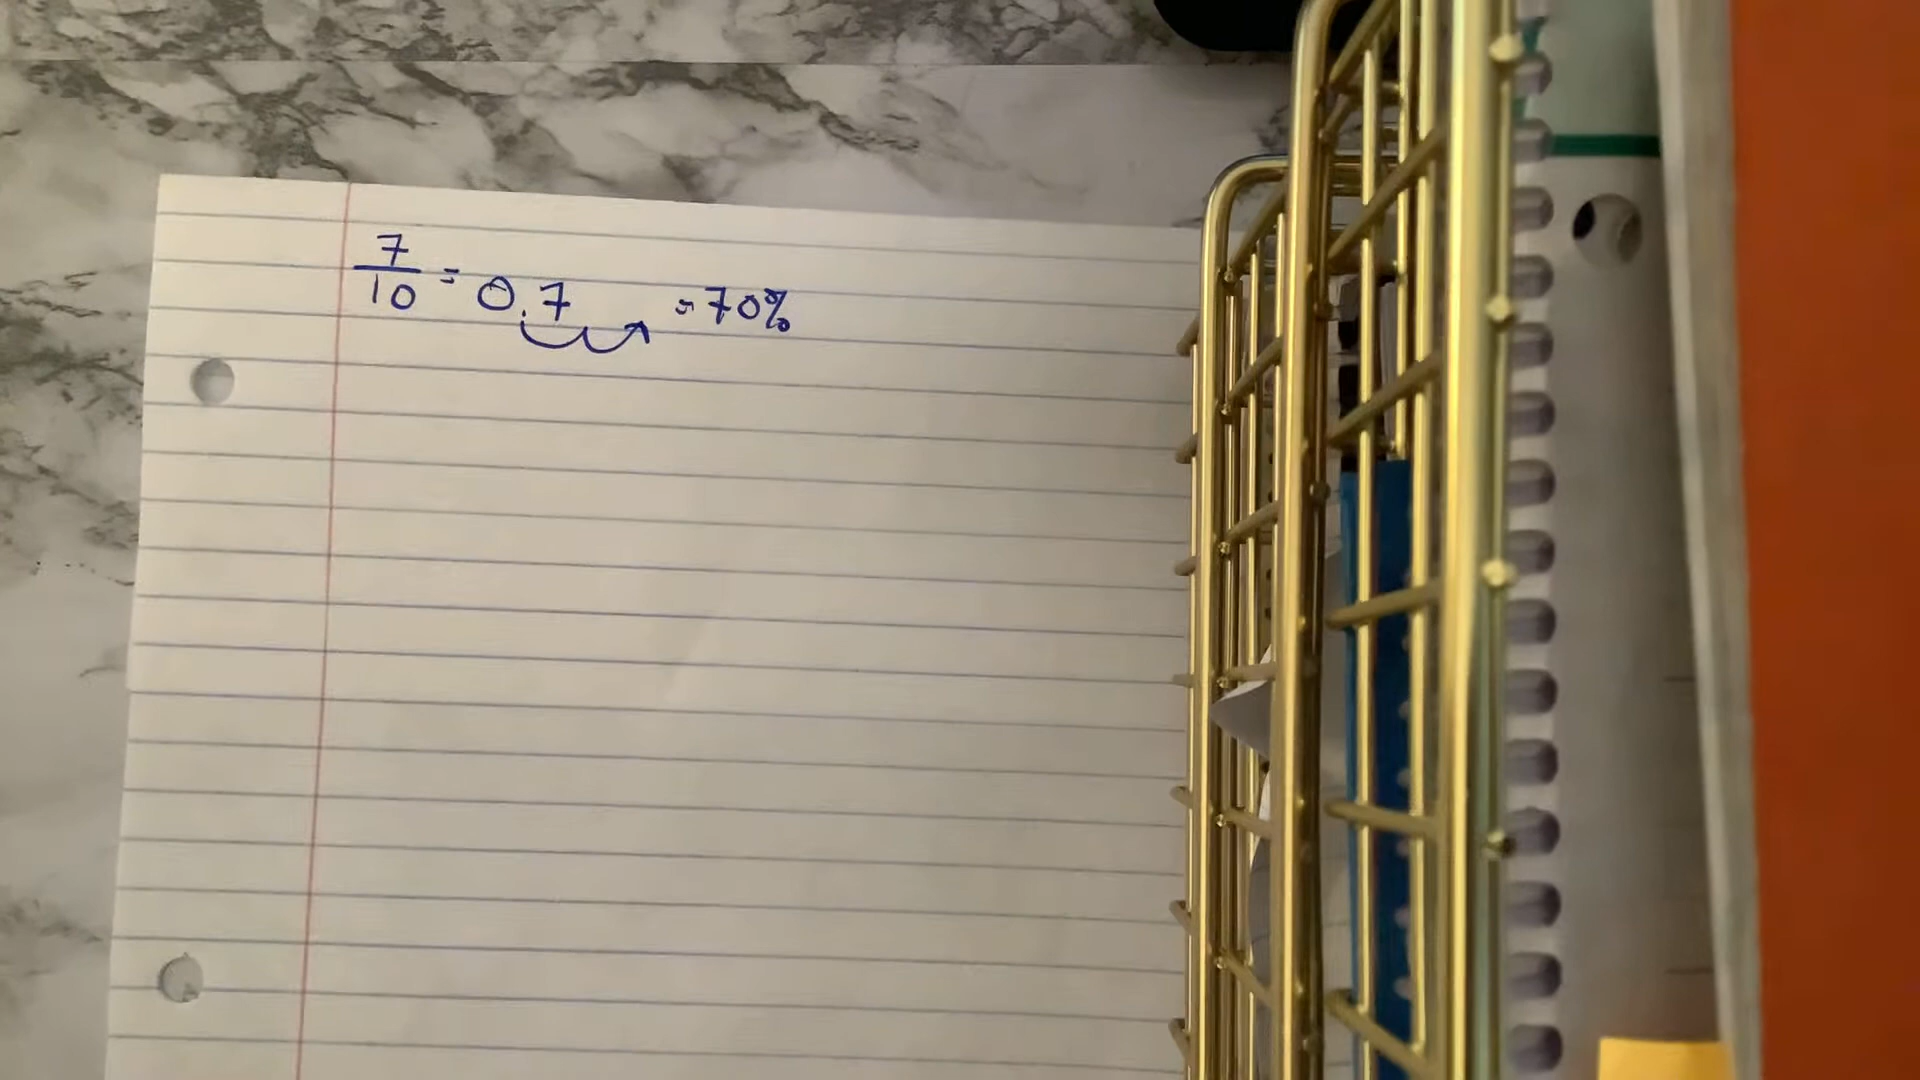 7/10 = 0.7 = 70%